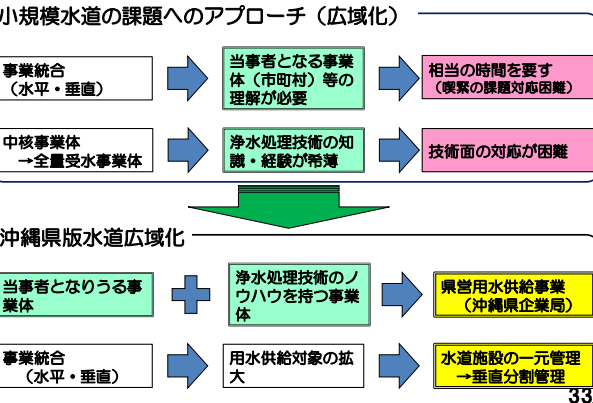 小規模水道の課題へのアプローチ（広域化）
事業統合
（水平・垂直）
当事者となる事業
体（市町村）等の
理解が必要
相当の時間を要す
（喫緊の課題対応困難）
中核事業体
→全量受水事業体
浄水処理技術の知
識・経験が希薄
技術面の対応が困難
沖縄県版水道広域化
当事者となりうる事
業体
浄水処理技術のノ
ウハウを持つ事業
体
県営用水供給事業
（沖縄県企業局）
事業統合
（水平・垂直）
用水供給対象の拡
大
水道施設の一元管理
→垂直分割管理
33